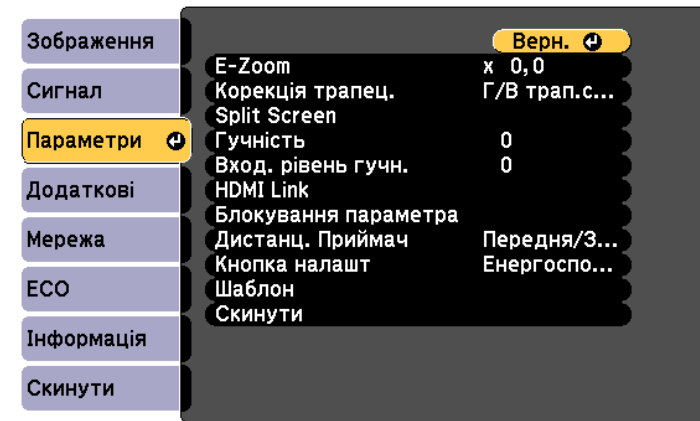 Зображення
Сигнал
Параметри
Додаткові
Мережа
ECO
Інформація
Скинути
Верн.
E-Zoom x 0,0
Корекція трапец. Г/В трап.с...
Split Screen
Гучність 0
Вход. рівень гучн. 0
HDMI Link
Блокування параметра
Дистанц. Приймач Передня/З...
Кнопка налашт Енергоспо...
Шаблон
Скинути